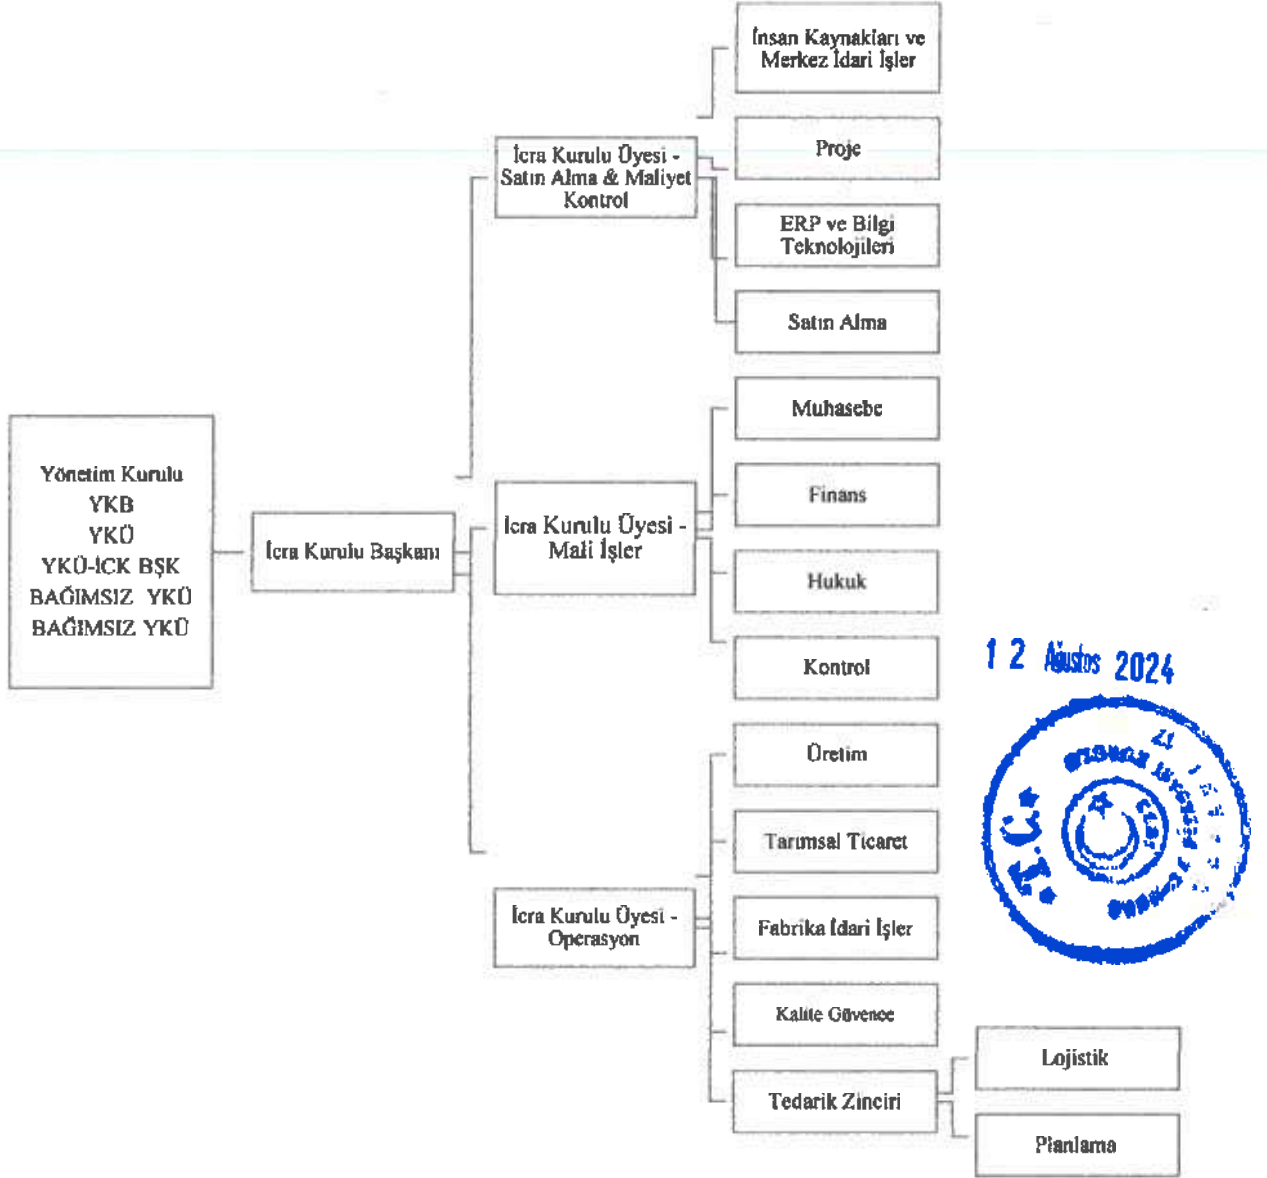 Yönetim Kurulu
YKB
YKÜ
YKÜ-İCK BŞK
BAĞIMSIZ YKÜ
BAĞIMSIZ YKÜ
İcra Kurulu Başkanı
İcra Kurulu Üyesi -
Satın Alma & Maliyet
Kontrol
İnsan Kaynakları ve
Merkez İdari İşler
Proje
ERP ve Bilgi
Teknolojileri
Satın Alma
İcra Kurulu Üyesi -
Mali İşler
Muhasebe
Finans
Hukuk
Kontrol
İcra Kurulu Üyesi -
Operasyon
Üretim
Tarımsal Ticaret
Fabrika İdari İşler
Kalite Güvence
Tedarik Zinciri
Lojistik
Planlama
12 Ağustos 2024
T.C.